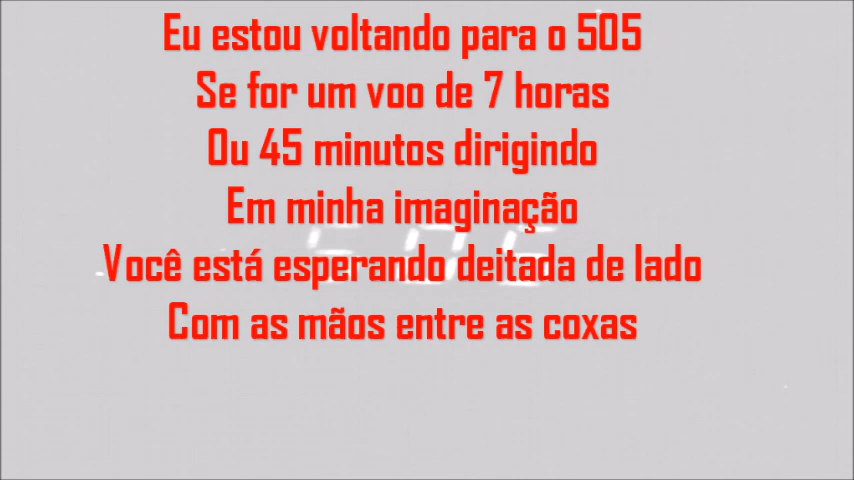 Eu estou voltando para o 505
Se for um voo de 7 horas
Ou 45 minutos dirigindo
Em minha imaginação
Você está esperando deitada de lado
Com as mãos entre as coxas